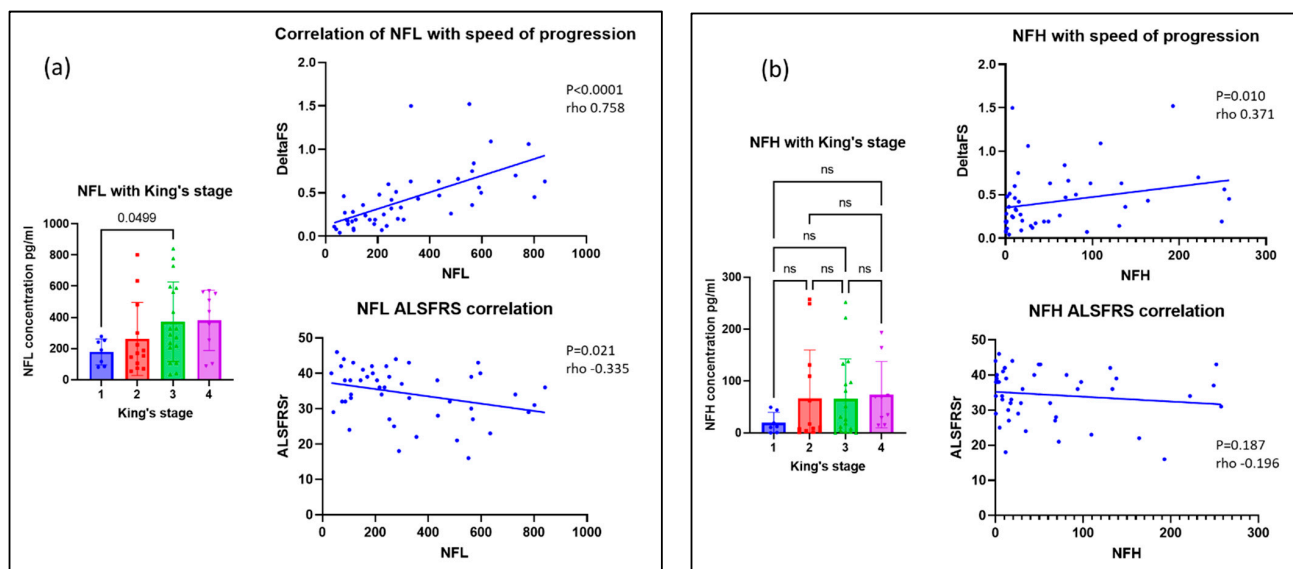 (a)
Correlation of NFL with speed of progression
P<0.0001
rho 0.758
DeltaFS
2.0
1.5
1.0
0.5
0.0
0 200 400 600 800 1000
NFL
NFL with King's stage
0.0499
NFL concentration pg/ml
1000
800
600
400
200
0
1 2 3 4
King's stage
NFL ALSFRS correlation
P=0.021
rho -0.335
ALSFRSr
50
40
30
20
10
0
0 200 400 600 800 1000
NFL
(b)
NFH with speed of progression
P=0.010
rho 0.371
DeltaFS
2.0
1.5
1.0
0.5
0.0
0 100 200 300
NFH
NFH with King's stage
ns
ns
ns
ns ns ns
NFH concentration pg/ml
300
200
100
0
1 2 3 4
King's stage
NFH ALSFRS correlation
P=0.187
rho -0.196
ALSFRSr
50
40
30
20
10
0
0 100 200 300
NFH